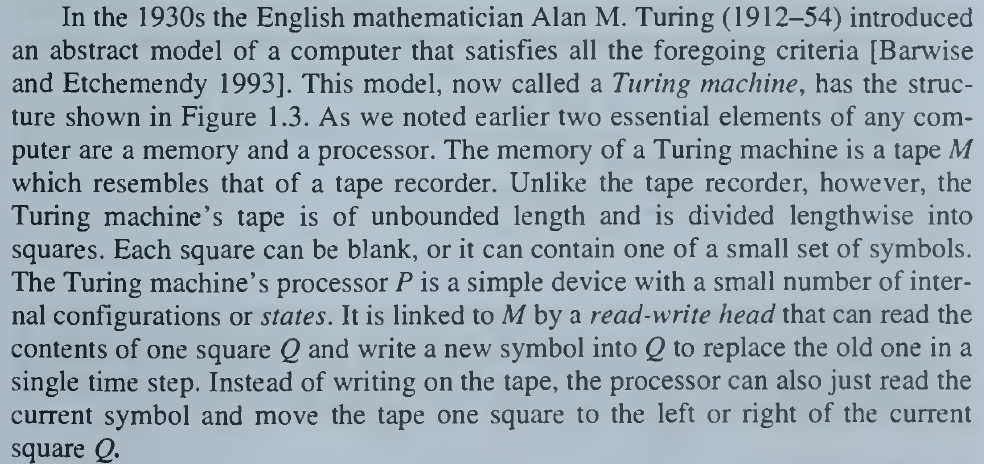 In the 1930s the English mathematician Alan M. Turing (1912–54) introduced
an abstract model of a computer that satisfies all the foregoing criteria [Barwise
and Etchemendy 1993]. This model, now called a Turing machine, has the struc-
ture shown in Figure 1.3. As we noted earlier two essential elements of any com-
puter are a memory and a processor. The memory of a Turing machine is a tape M
which resembles that of a tape recorder. Unlike the tape recorder, however, the
Turing machine's tape is of unbounded length and is divided lengthwise into
squares. Each square can be blank, or it can contain one of a small set of symbols.
The Turing machine's processor P is a simple device with a small number of inter-
nal configurations or states. It is linked to M by a read-write head that can read the
contents of one square Q and write a new symbol into Q to replace the old one in a
single time step. Instead of writing on the tape, the processor can also just read the
current symbol and move the tape one square to the left or right of the current
square Q.